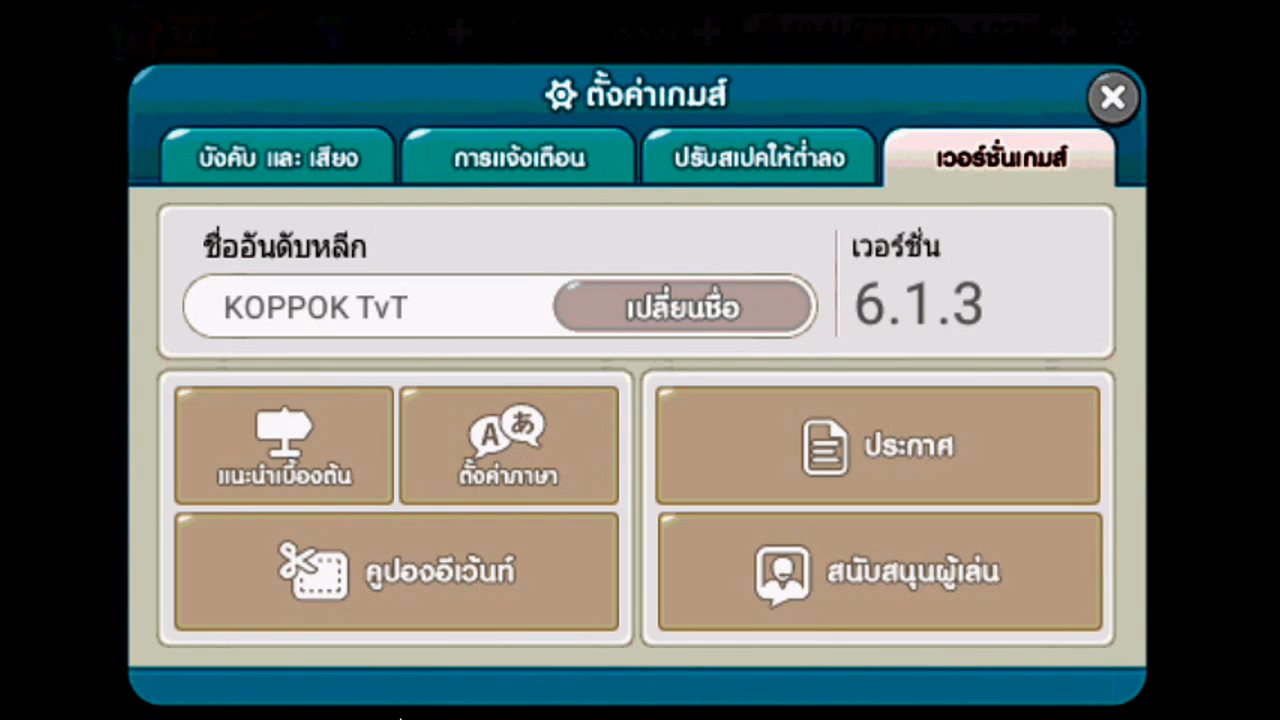 ตั้งค่าเกมส์
บังคับ และ เสียง
การแจ้งเตือน
ปรับสเปคให้ต่ำลง
เวอร์ชั่นเกมส์
ชื่ออันดับหลีก
เวอร์ชั่น
KOPPOK TvT
เปลี่ยนชื่อ
6.1.3
แนะนำเบื้องต้น
A あ
ตั้งค่าภาษา
ประกาศ
คูปองอีเว้นท์
สนับสนุนผู้เล่น